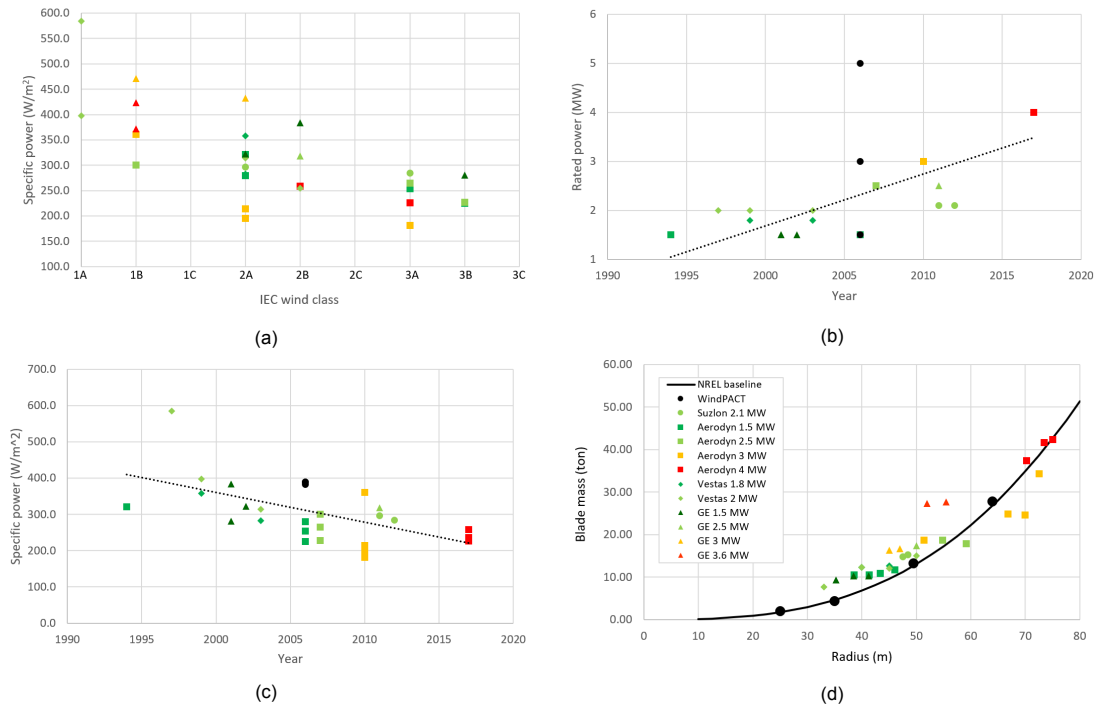 600.0
550.0
500.0
450.0
400.0
350.0
300.0
250.0
200.0
150.0
100.0
Specific power (W/m²)
1A 1B 1C 2A 2B 2C 3A 3B 3C
IEC wind class
(a)
6
5
4
3
2
1
Rated power (MW)
1990 1995 2000 2005 2010 2015 2020
Year
(b)
700.0
600.0
500.0
400.0
300.0
200.0
100.0
0.0
Specific power (W/m^2)
1990 1995 2000 2005 2010 2015 2020
Year
(c)
60.00
50.00
40.00
30.00
20.00
10.00
0.00
Blade mass (ton)
NREL baseline
WindPACT
Suzlon 2.1 MW
Aerodyn 1.5 MW
Aerodyn 2.5 MW
Aerodyn 3 MW
Aerodyn 4 MW
Vestas 1.8 MW
Vestas 2 MW
GE 1.5 MW
GE 2.5 MW
GE 3 MW
GE 3.6 MW
0 10 20 30 40 50 60 70 80
Radius (m)
(d)